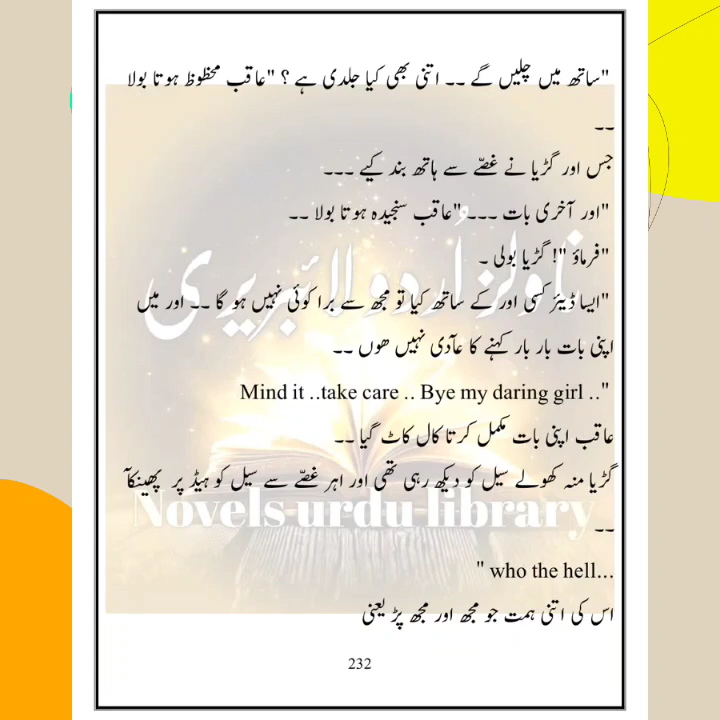 "ساتھ میں چلیں گے ۔۔ اتنی بھی کیا جلدی ہے ؟ "عاقب محظوظ ہوتا بولا
۔۔
جس اور گڑیا نے غصّے سے ہاتھ بند کیے ۔۔۔
"اور آخری بات ۔۔۔"عاقب سنجیدہ ہوتا بولا ۔۔
"فرماؤ "! گڑیا بولی ۔
"ایسا ڈیئر کسی اور کے ساتھ کیا تو مجھ سے برا کوئی نہیں ہو گا ۔۔ اور میں
اپنی بات بار بار کہنے کا عآدی نہیں ھوں ۔۔
Mind it ..take care .. Bye my daring girl .."
عاقب اپنی بات مکمل کرتا کال کاٹ گیا ۔۔
گڑیا منہ کھولے سیل کو دیکھ رہی تھی اور اہر غصّے سے سیل کو بیڈ پر پھینکآ
۔۔
" who the hell...
اس کی اتنی ہمت جو مجھ اور مجھ پڑ یعنی
ناولز اُردو لائبریری
Novels urdu library
232